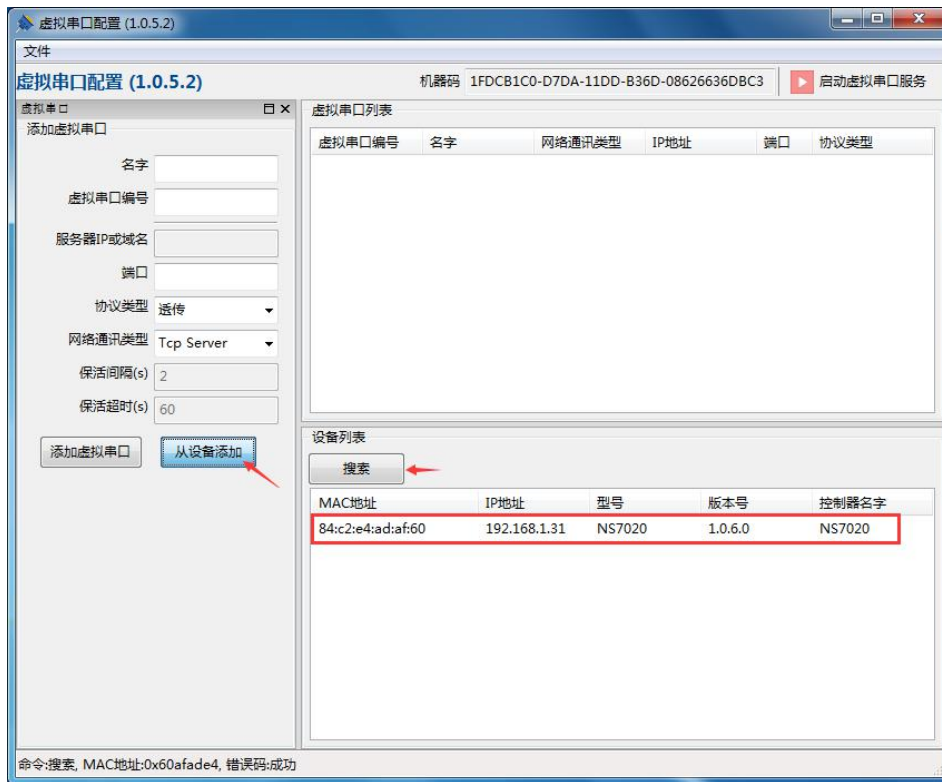 虚拟串口配置 (1.0.5.2)
文件
虚拟串口配置 (1.0.5.2)
机器码 1FDCB1C0-D7DA-11DD-B36D-08626636DBC3 启动虚拟串口服务
虚拟串口
添加虚拟串口
名字
虚拟串口编号
服务器IP或域名
端口
协议类型 透传
网络通讯类型 Tcp Server
保活间隔(s) 2
保活超时(s) 60
添加虚拟串口 从设备添加
虚拟串口列表
虚拟串口编号 名字 网络通讯类型 IP地址 端口 协议类型
设备列表
搜索
MAC地址 IP地址 型号 版本号 控制器名字
84:c2:e4:ad:af:60 192.168.1.31 NS7020 1.0.6.0 NS7020
命令:搜索, MAC地址:0x60afade4, 错误码:成功